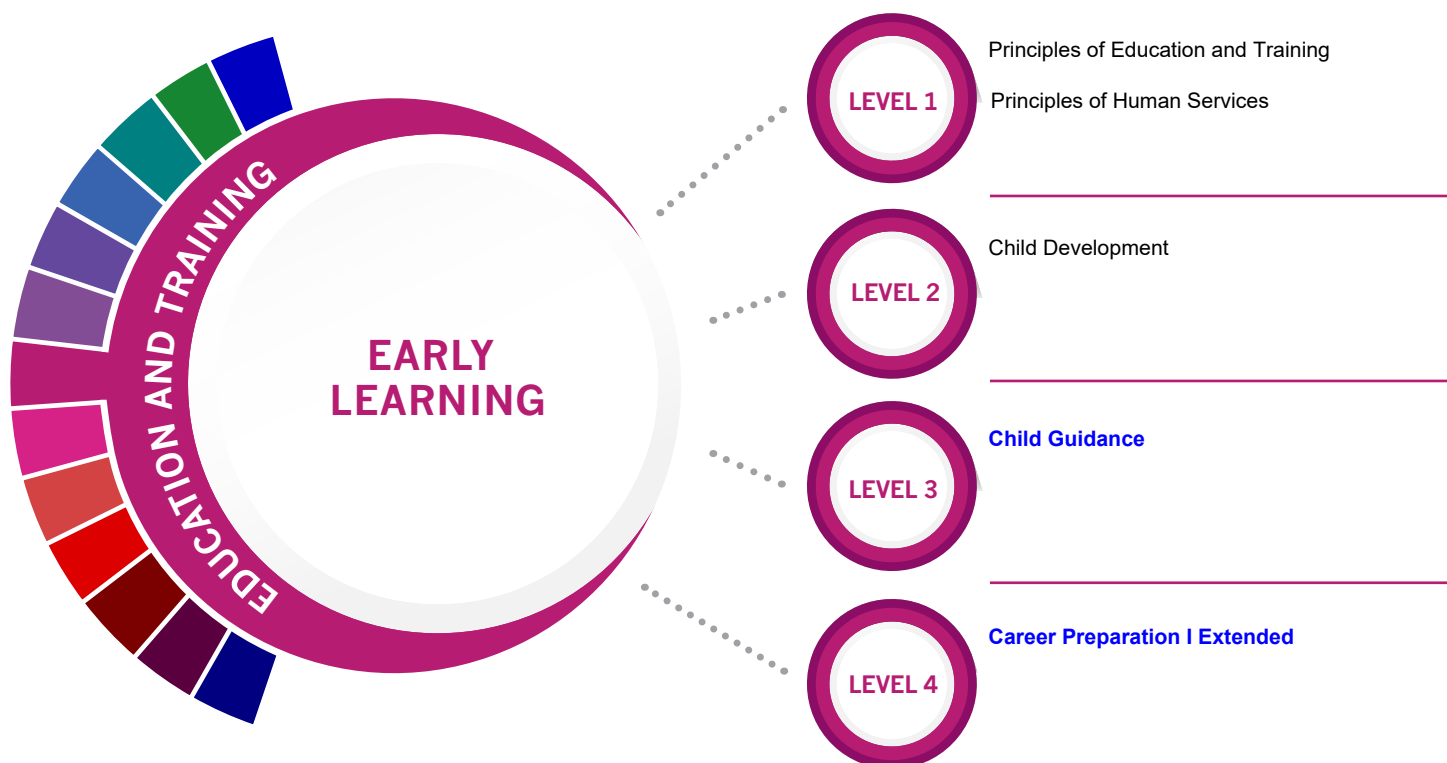 EDUCATION AND TRAINING
EARLY
LEARNING
LEVEL 1
Principles of Education and Training
Principles of Human Services
LEVEL 2
Child Development
LEVEL 3
Child Guidance
LEVEL 4
Career Preparation I Extended